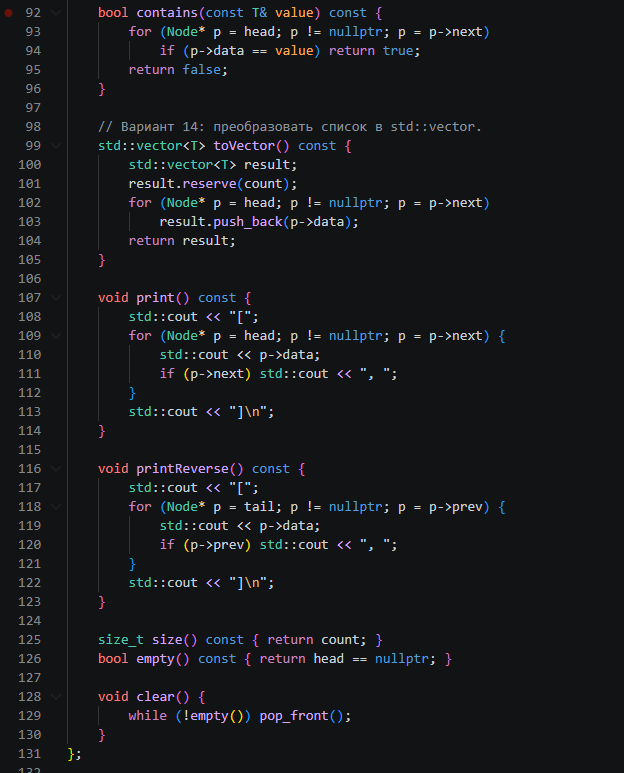 92 bool contains(const T& value) const {
93 for (Node* p = head; p != nullptr; p = p->next)
94 if (p->data == value) return true;
95 return false;
96 }
97
98 // Вариант 14: преобразовать список в std::vector.
99 std::vector<T> toVector() const {
100 std::vector<T> result;
101 result.reserve(count);
102 for (Node* p = head; p != nullptr; p = p->next)
103 result.push_back(p->data);
104 return result;
105 }
106
107 void print() const {
108 std::cout << "[";
109 for (Node* p = head; p != nullptr; p = p->next) {
110 std::cout << p->data;
111 if (p->next) std::cout << ", ";
112 }
113 std::cout << "]\n";
114 }
115
116 void printReverse() const {
117 std::cout << "[";
118 for (Node* p = tail; p != nullptr; p = p->prev) {
119 std::cout << p->data;
120 if (p->prev) std::cout << ", ";
121 }
122 std::cout << "]\n";
123 }
124
125 size_t size() const { return count; }
126 bool empty() const { return head == nullptr; }
127
128 void clear() {
129 while (!empty()) pop_front();
130 }
131 };
132